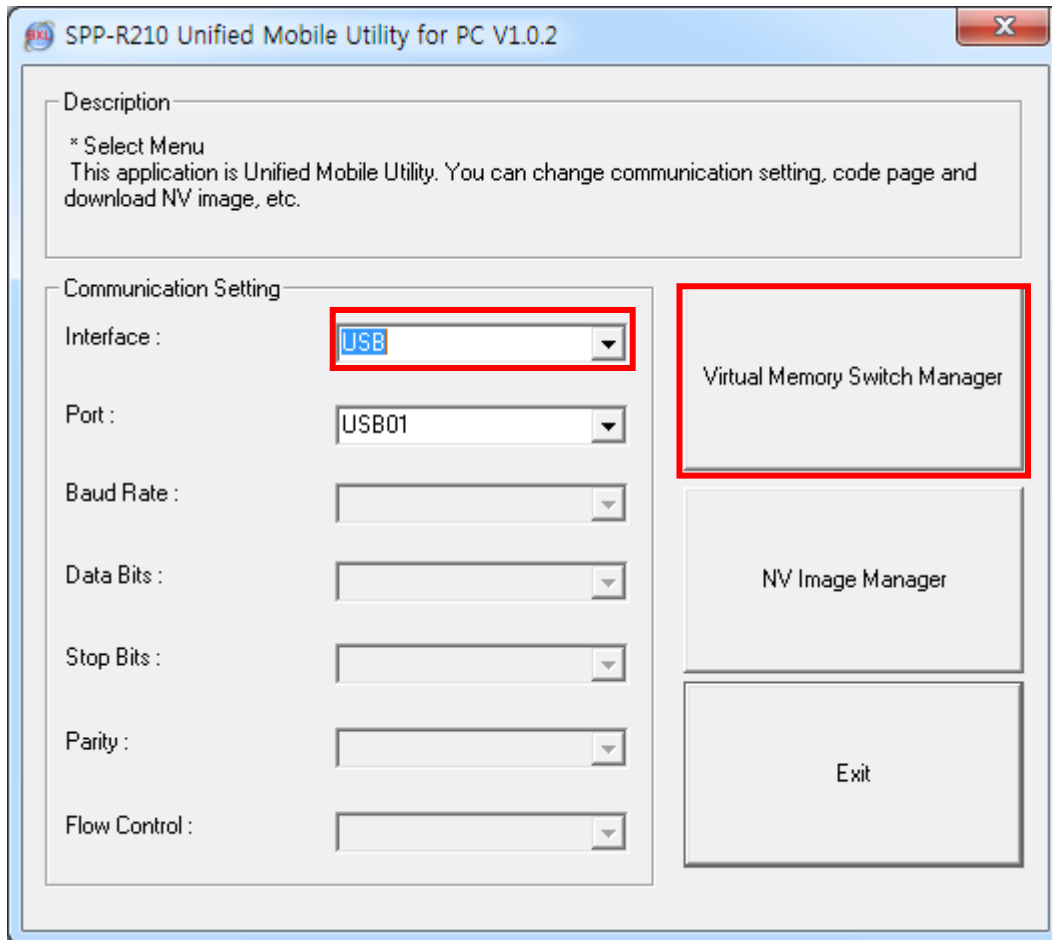 BXL SPP-R210 Unified Mobile Utility for PC V1.0.2
Description
* Select Menu
This application is Unified Mobile Utility. You can change communication setting, code page and
download NV image, etc.
Communication Setting
Interface : USB
Port : USB01
Baud Rate :
Data Bits :
Stop Bits :
Parity :
Flow Control :
Virtual Memory Switch Manager
NV Image Manager
Exit